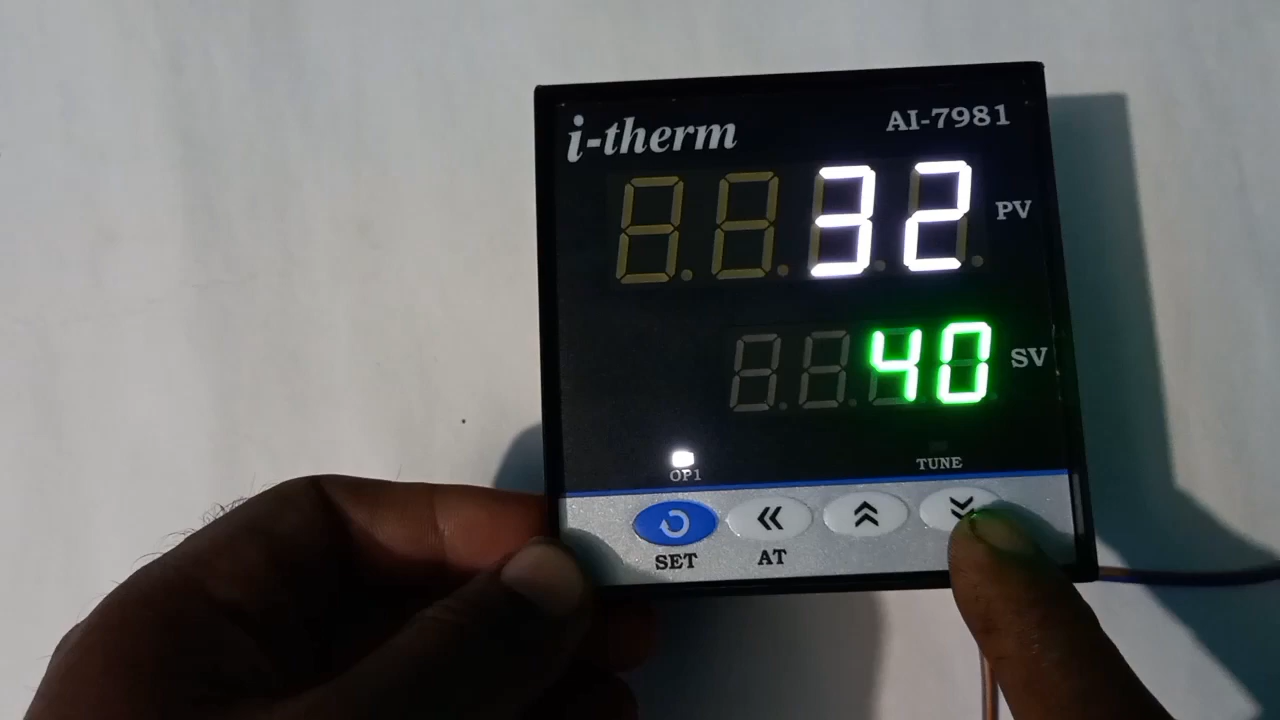 i-therm
AI-7981
32 PV
40 SV
OP1
TUNE
SET
AT